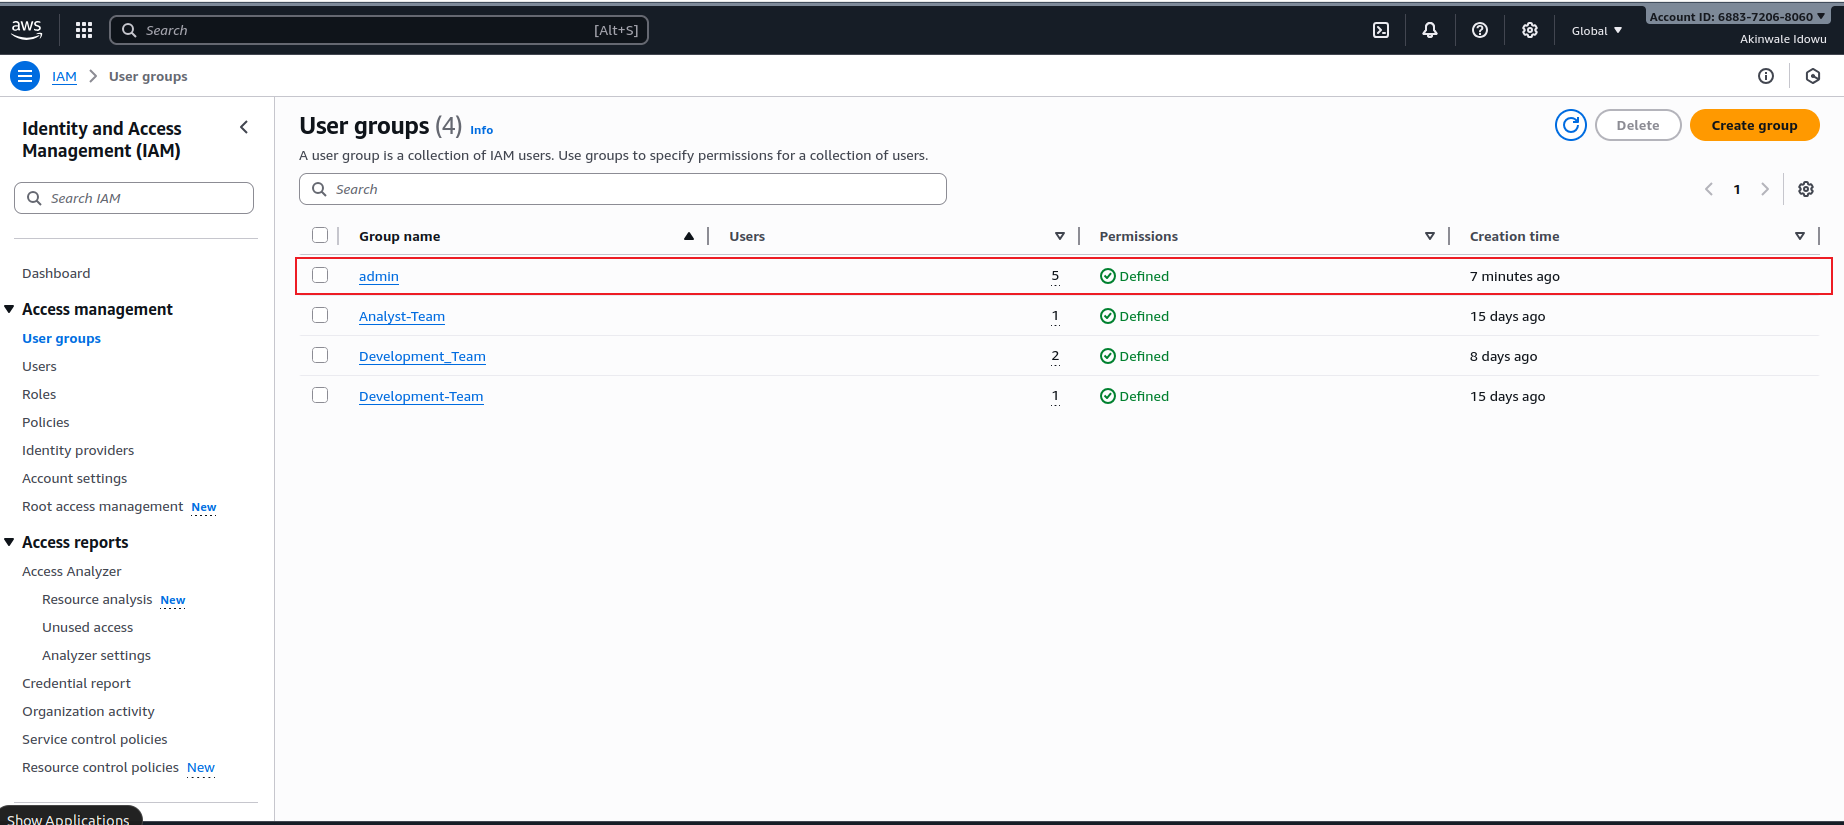 aws
Search
[Alt+S]
Global
Account ID: 6883-7206-8060
Akinwale Idowu
IAM
User groups
Identity and Access
Management (IAM)
Search IAM
Dashboard
Access management
User groups
Users
Roles
Policies
Identity providers
Account settings
Root access management New
Access reports
Access Analyzer
Resource analysis New
Unused access
Analyzer settings
Credential report
Organization activity
Service control policies
Resource control policies New
Show Applications
User groups (4) Info
Delete
Create group
A user group is a collection of IAM users. Use groups to specify permissions for a collection of users.
Search
1
Group name Users Permissions Creation time
admin 5 Defined 7 minutes ago
Analyst-Team 1 Defined 15 days ago
Development_Team 2 Defined 8 days ago
Development-Team 1 Defined 15 days ago